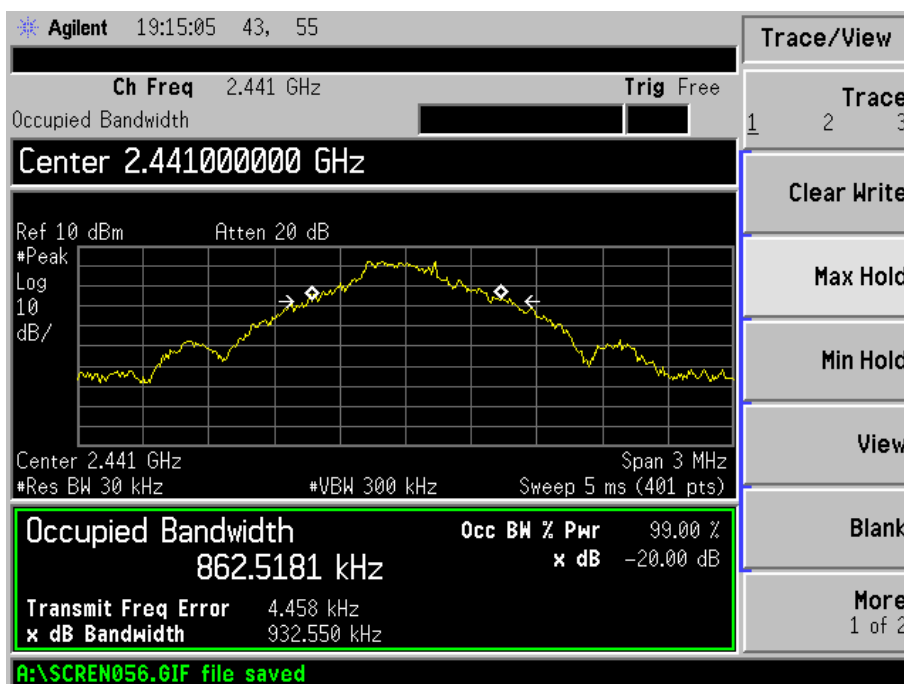 Agilent 19:15:05 43, 55
Trace/View
Ch Freq 2.441 GHz Trig Free
Occupied Bandwidth
Trace
1 2 3
Center 2.441000000 GHz
Clear Write
Ref 10 dBm Atten 20 dB
#Peak
Log
10
dB/
Max Hold
Min Hold
View
Center 2.441 GHz Span 3 MHz
#Res BW 30 kHz #VBW 300 kHz Sweep 5 ms (401 pts)
Occupied Bandwidth Occ BW % Pwr 99.00 %
862.5181 kHz x dB -20.00 dB
Blank
Transmit Freq Error 4.458 kHz
x dB Bandwidth 932.550 kHz
More
1 of 2
A:\SCREN056.GIF file saved